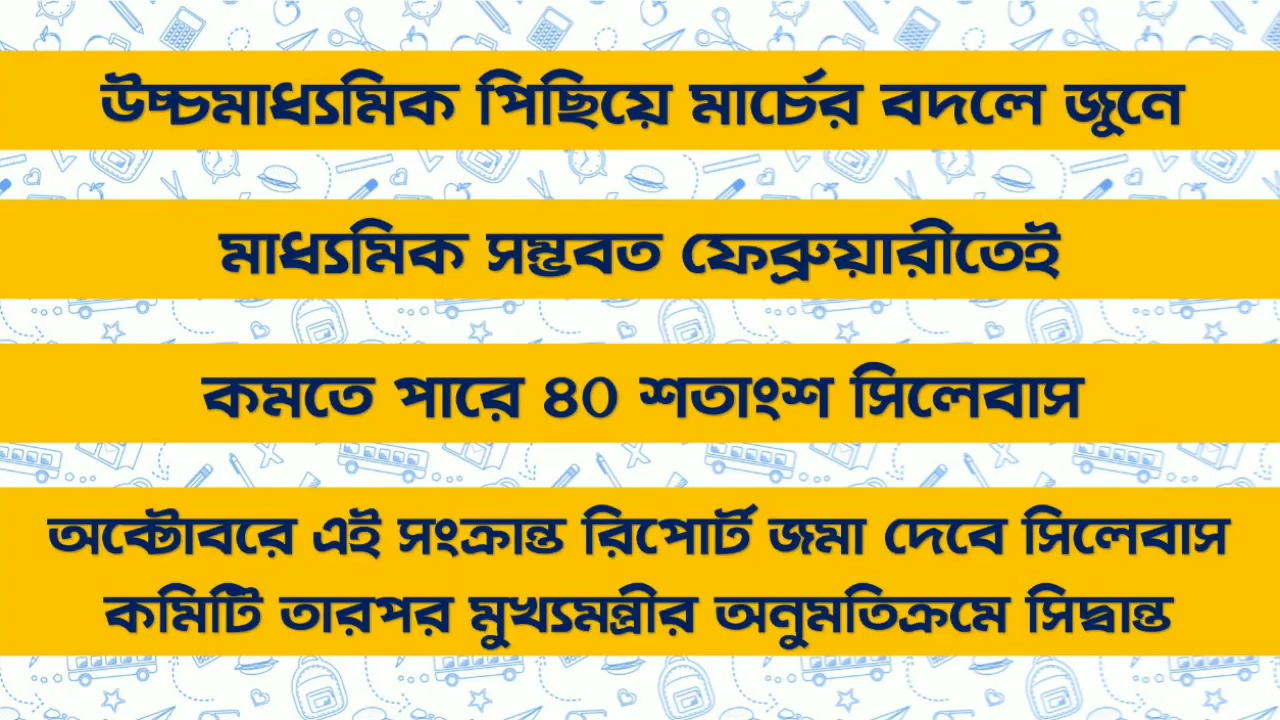 উচ্চমাধ্যমিক পিছিয়ে মার্চের বদলে জুনে
মাধ্যমিক সম্ভবত ফেব্রুয়ারীতেই
কমতে পারে ৪০ শতাংশ সিলেবাস
অক্টোবরে এই সংক্রান্ত রিপোর্ট জমা দেবে সিলেবাস
কমিটি তারপর মুখ্যমন্ত্রীর অনুমতিক্রমে সিদ্ধান্ত